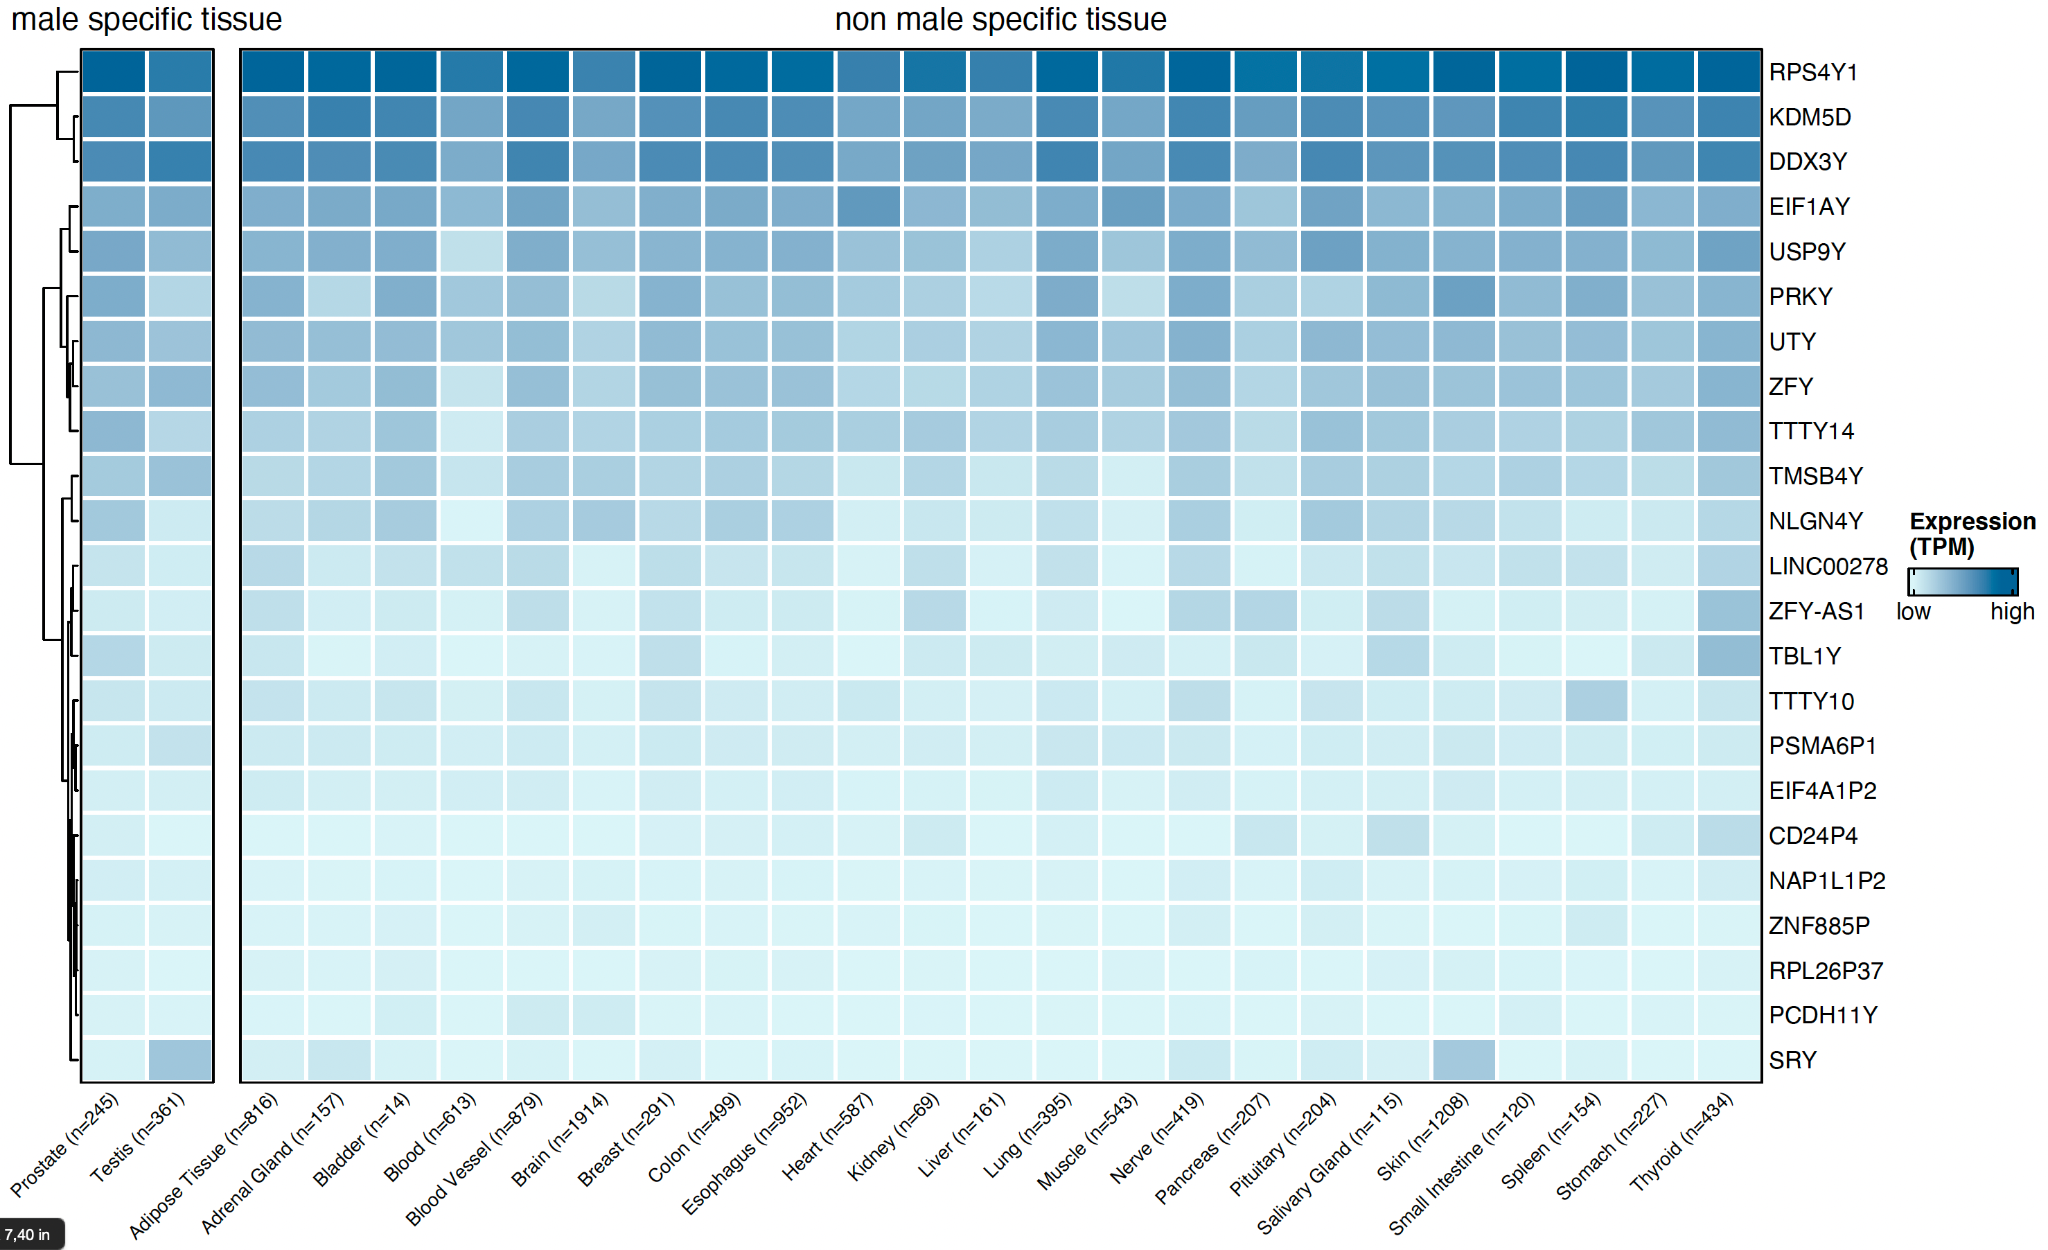 male specific tissue
non male specific tissue
RPS4Y1
KDM5D
DDX3Y
EIF1AY
USP9Y
PRKY
UTY
ZFY
TTTY14
TMSB4Y
NLGN4Y
LINC00278
ZFY-AS1
TBL1Y
TTTY10
PSMA6P1
EIF4A1P2
CD24P4
NAP1L1P2
ZNF885P
RPL26P37
PCDH11Y
SRY
Expression
(TPM)
low high
Prostate (n=245)
Testis (n=361)
Adipose Tissue (n=816)
Adrenal Gland (n=157)
Bladder (n=14)
Blood (n=613)
Blood Vessel (n=879)
Brain (n=1914)
Breast (n=291)
Colon (n=499)
Esophagus (n=952)
Heart (n=587)
Kidney (n=69)
Liver (n=161)
Lung (n=395)
Muscle (n=543)
Nerve (n=419)
Pancreas (n=207)
Pituitary (n=204)
Salivary Gland (n=115)
Skin (n=1208)
Small Intestine (n=120)
Spleen (n=154)
Stomach (n=227)
Thyroid (n=434)
7,40 in